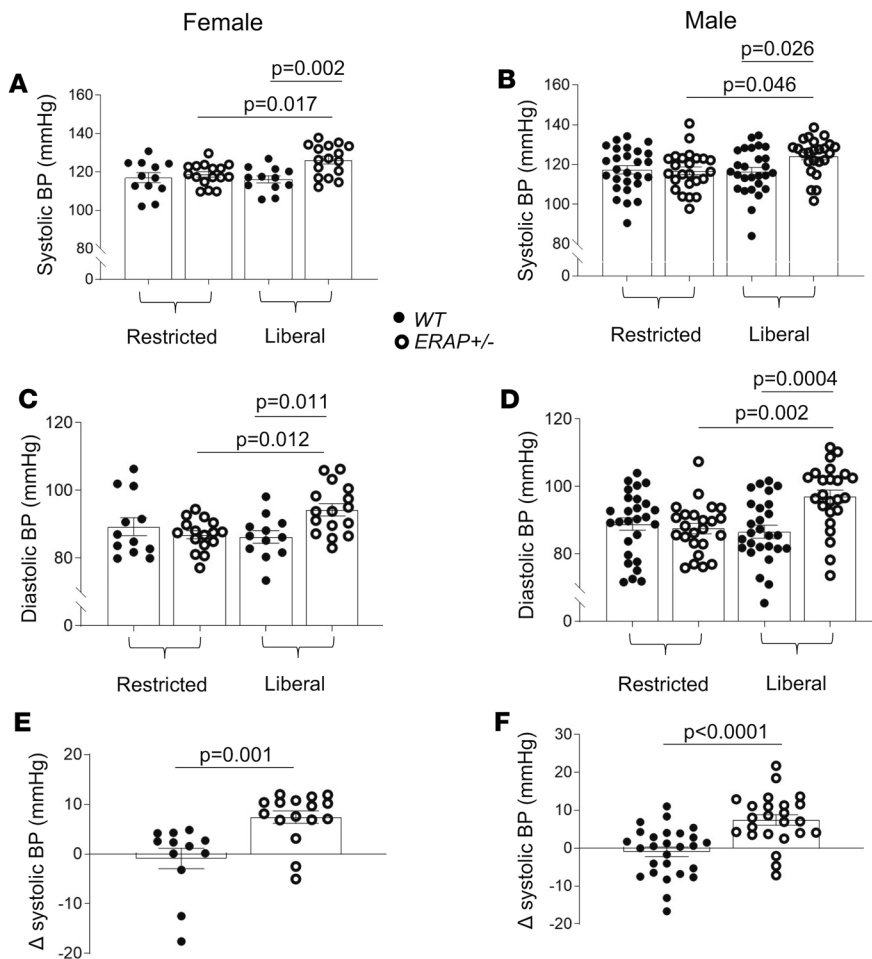 Female
Male
A
p=0.002
p=0.017
Systolic BP (mmHg)
160
140
120
100
80
0
Restricted
Liberal
B
p=0.026
p=0.046
Systolic BP (mmHg)
160
140
120
100
80
0
Restricted
Liberal
WT
ERAP+/-
C
p=0.011
p=0.012
Diastolic BP (mmHg)
120
100
80
0
Restricted
Liberal
D
p=0.0004
p=0.002
Diastolic BP (mmHg)
120
100
80
0
Restricted
Liberal
E
p=0.001
Δ systolic BP (mmHg)
20
10
0
-10
-20
F
p<0.0001
Δ systolic BP (mmHg)
30
20
10
0
-10
-20